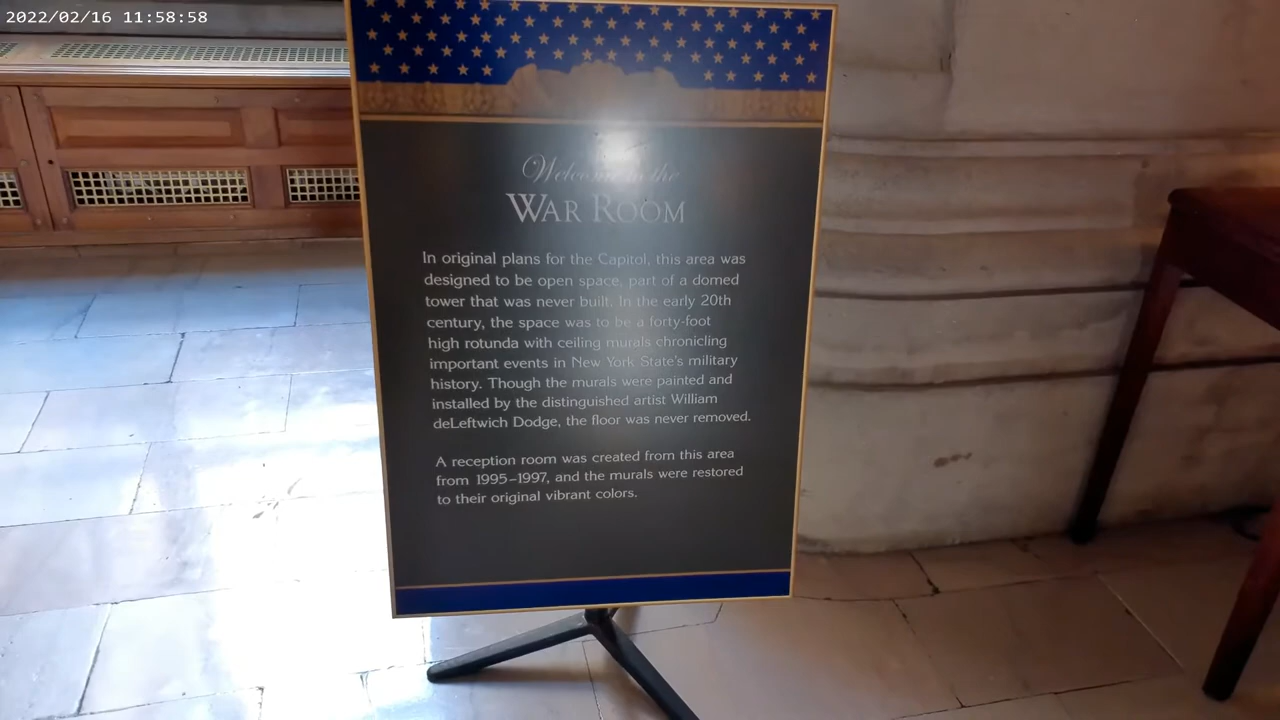 2022/02/16 11:58:58
Welcome to the
WAR ROOM
In original plans for the Capitol, this area was
designed to be open space, part of a domed
tower that was never built. In the early 20th
century, the space was to be a forty-foot
high rotunda with ceiling murals chronicling
important events in New York State's military
history. Though the murals were painted and
installed by the distinguished artist William
deLeftwich Dodge, the floor was never removed.
A reception room was created from this area
from 1995–1997, and the murals were restored
to their original vibrant colors.